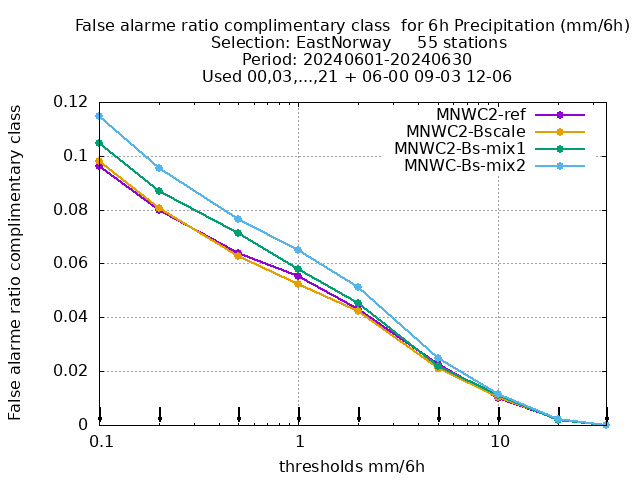 False alarme ratio complimentary class  for 6h Precipitation (mm/6h)
Selection: EastNorway     55 stations
Period: 20240601-20240630
Used 00,03,...,21 + 06-00 09-03 12-06
False alarme ratio complimentary class
0.12
0.1
0.08
0.06
0.04
0.02
0
MNWC2-ref
MNWC2-Bscale
MNWC2-Bs-mix1
MNWC-Bs-mix2
0.1 1 10
thresholds mm/6h